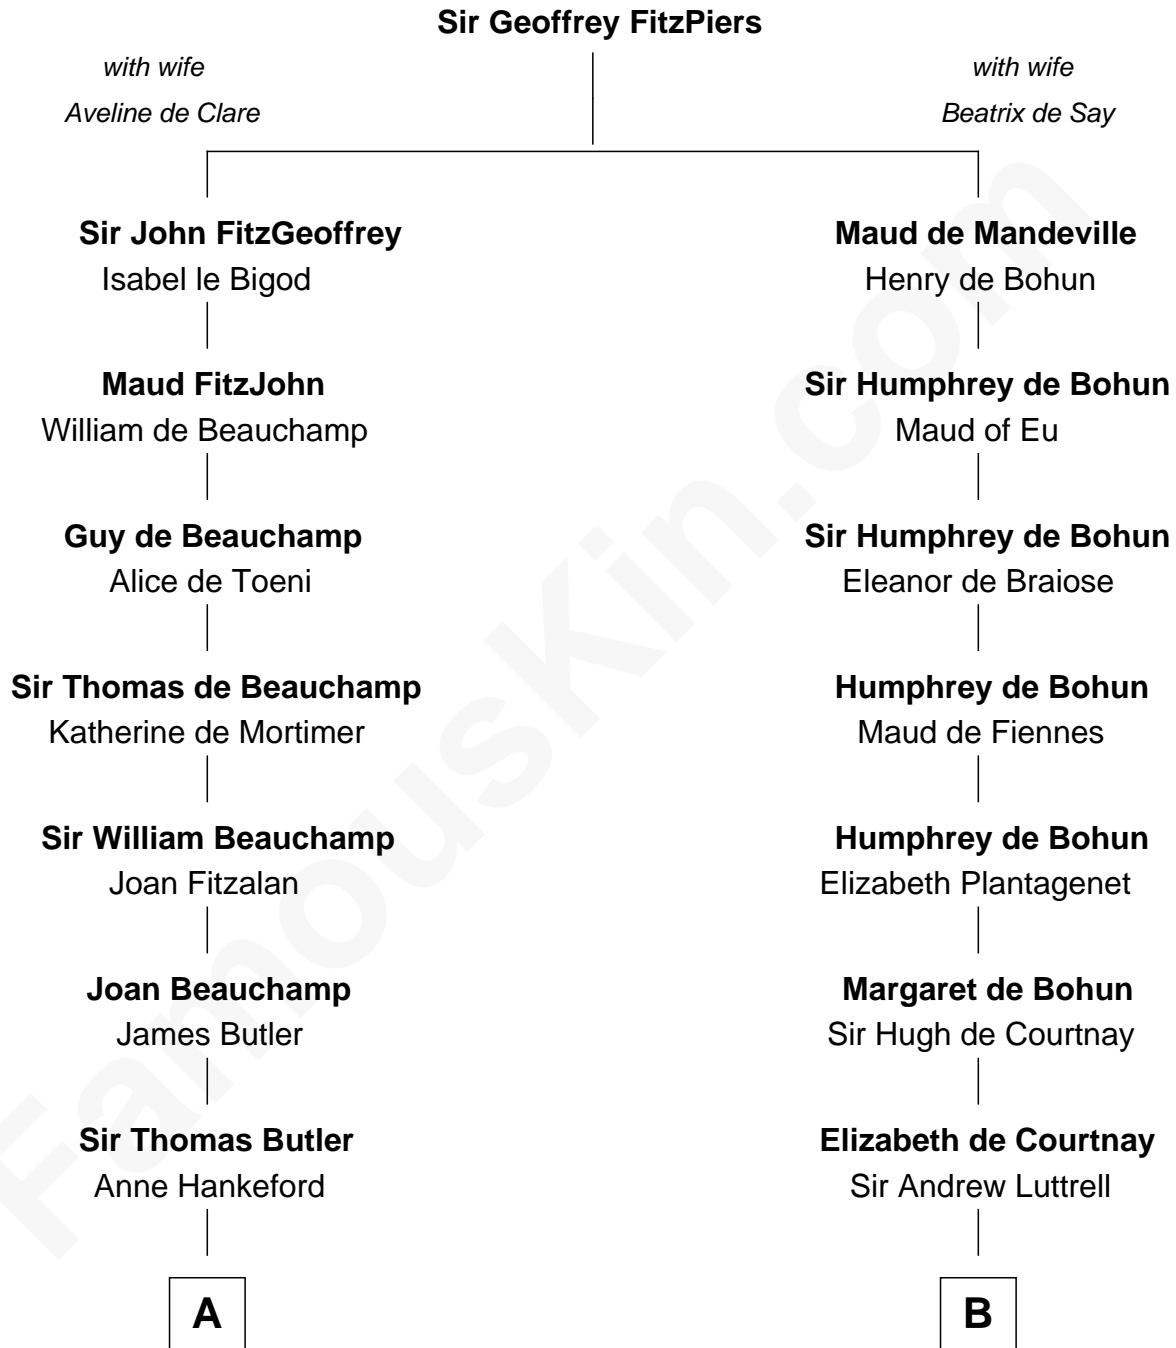 Sir Geoffrey FitzPiers
with wife
Aveline de Clare
with wife
Beatrix de Say
Sir John FitzGeoffrey
Isabel le Bigod
Maud FitzJohn
William de Beauchamp
Guy de Beauchamp
Alice de Toeni
Sir Thomas de Beauchamp
Katherine de Mortimer
Sir William Beauchamp
Joan Fitzalan
Joan Beauchamp
James Butler
Sir Thomas Butler
Anne Hankeford
A
Maud de Mandeville
Henry de Bohun
Sir Humphrey de Bohun
Maud of Eu
Sir Humphrey de Bohun
Eleanor de Braiose
Humphrey de Bohun
Maud de Fiennes
Humphrey de Bohun
Elizabeth Plantagenet
Margaret de Bohun
Sir Hugh de Courtnay
Elizabeth de Courtnay
Sir Andrew Luttrell
B
FamousKin.com